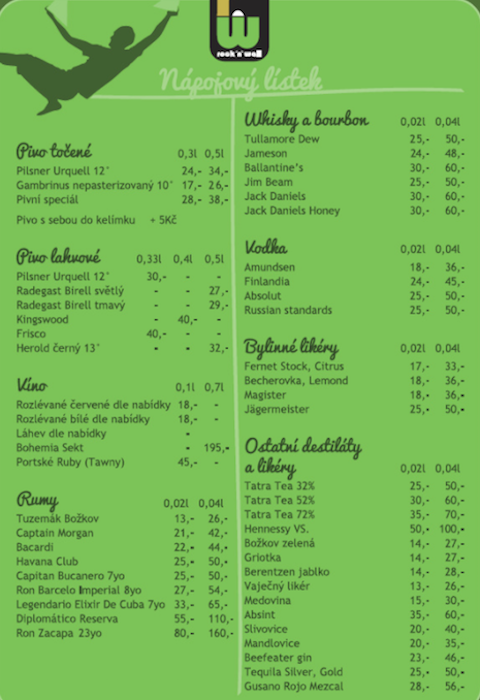 w
rock'n'wall
Nápojový lístek
Pivo točené 0,3l 0,5l
Pilsner Urquell 12° 24,- 34,-
Gambrinus nepasterizovaný 10° 17,- 26,-
Pivní speciál 28,- 38,-
Pivo s sebou do kelímku + 5Kč
Pivo lahvové 0,33l 0,4l 0,5l
Pilsner Urquell 12° 30,- - -
Radegast Birell světlý - - 27,-
Radegast Birell tmavý - - 29,-
Kingswood - 40,- -
Frisco 40,- - -
Herold černý 13° - - 32,-
Víno 0,1l 0,7l
Rozlévané červené dle nabídky 18,- -
Rozlévané bílé dle nabídky 18,- -
Láhev dle nabídky -
Bohemia Sekt - 195,-
Portské Ruby (Tawny) 45,- -
Rumy 0,02l 0,04l
Tuzemák Božkov 13,- 26,-
Captain Morgan 21,- 42,-
Bacardi 22,- 44,-
Havana Club 25,- 50,-
Capitan Bucanero 7yo 25,- 50,-
Ron Barcelo Imperial 8yo 27,- 54,-
Legendario Elixir De Cuba 7yo 33,- 65,-
Diplomático Reserva 55,- 110,-
Ron Zacapa 23yo 80,- 160,-
Whisky a bourbon 0,02l 0,04l
Tullamore Dew 25,- 50,-
Jameson 24,- 48,-
Ballantine's 30,- 60,-
Jim Beam 25,- 50,-
Jack Daniels 30,- 60,-
Jack Daniels Honey 30,- 60,-
Vodka 0,02l 0,04l
Amundsen 18,- 36,-
Finlandia 24,- 45,-
Absolut 25,- 50,-
Russian standards 25,- 50,-
Bylinné likéry 0,02l 0,04l
Fernet Stock, Citrus 17,- 33,-
Becherovka, Lemond 18,- 36,-
Magister 18,- 36,-
Jägermeister 25,- 50,-
Ostatní destiláty
a likéry 0,02l 0,04l
Tatra Tea 32% 25,- 50,-
Tatra Tea 52% 30,- 60,-
Tatra Tea 72% 35,- 70,-
Hennessy VS. 50,- 100,-
Božkov zelená 14,- 27,-
Griotka 14,- 27,-
Berentzen jablko 14,- 28,-
Vaječný likér 13,- 26,-
Medovina 15,- 30,-
Absint 35,- 60,-
Slivovice 20,- 40,-
Mandlovice 20,- 35,-
Beefeater gin 23,- 46,-
Tequila Silver, Gold 25,- 50,-
Gusano Rojo Mezcal 28,- 56,-